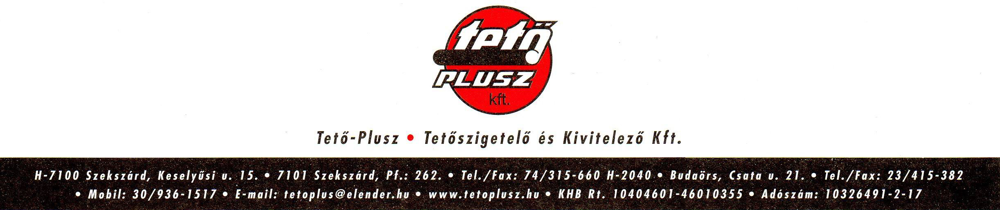 tető
PLUSZ
kft.
Tető-Plusz • Tetőszigetelő és Kivitelező Kft.
H-7100 Szekszárd, Keselyűsi u. 15. • 7101 Szekszárd, Pf.: 262. • Tel./Fax: 74/315-660 H-2040 • Budaörs, Csata u. 21. • Tel./Fax: 23/415-382
• Mobil: 30/936-1517 • E-mail: tetoplus@elender.hu • www.tetoplusz.hu • KHB Rt. 10404601-46010355 • Adószám: 10326491-2-17